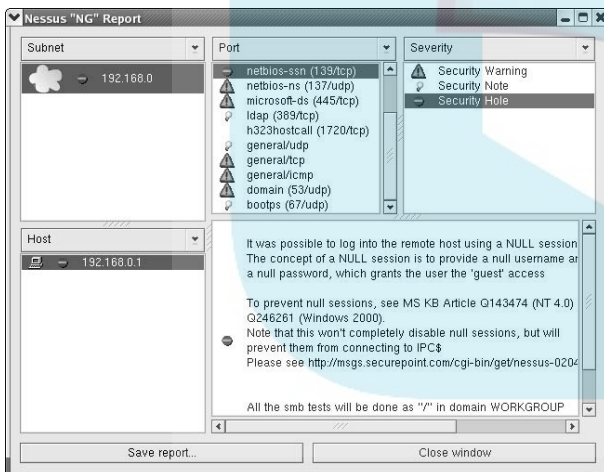 Nessus "NG" Report
Subnet
192.168.0
Port
netbios-ssn (139/tcp)
netbios-ns (137/udp)
microsoft-ds (445/tcp)
ldap (389/tcp)
h323hostcall (1720/tcp)
general/udp
general/tcp
general/icmp
domain (53/udp)
bootps (67/udp)
Severity
Security Warning
Security Note
Security Hole
Host
192.168.0.1
It was possible to log into the remote host using a NULL session
The concept of a NULL session is to provide a null username
a null password, which grants the user the 'guest' access
To prevent null sessions, see MS KB Article Q143474 (NT 4.0)
Q246261 (Windows 2000).
Note that this won't completely disable null sessions, but will
prevent them from connecting to IPC$
Please see http://msgs.securepoint.com/cgi-bin/get/nessus-0204
All the smb tests will be done as ''/'' in domain WORKGROUP
Save report...
Close window